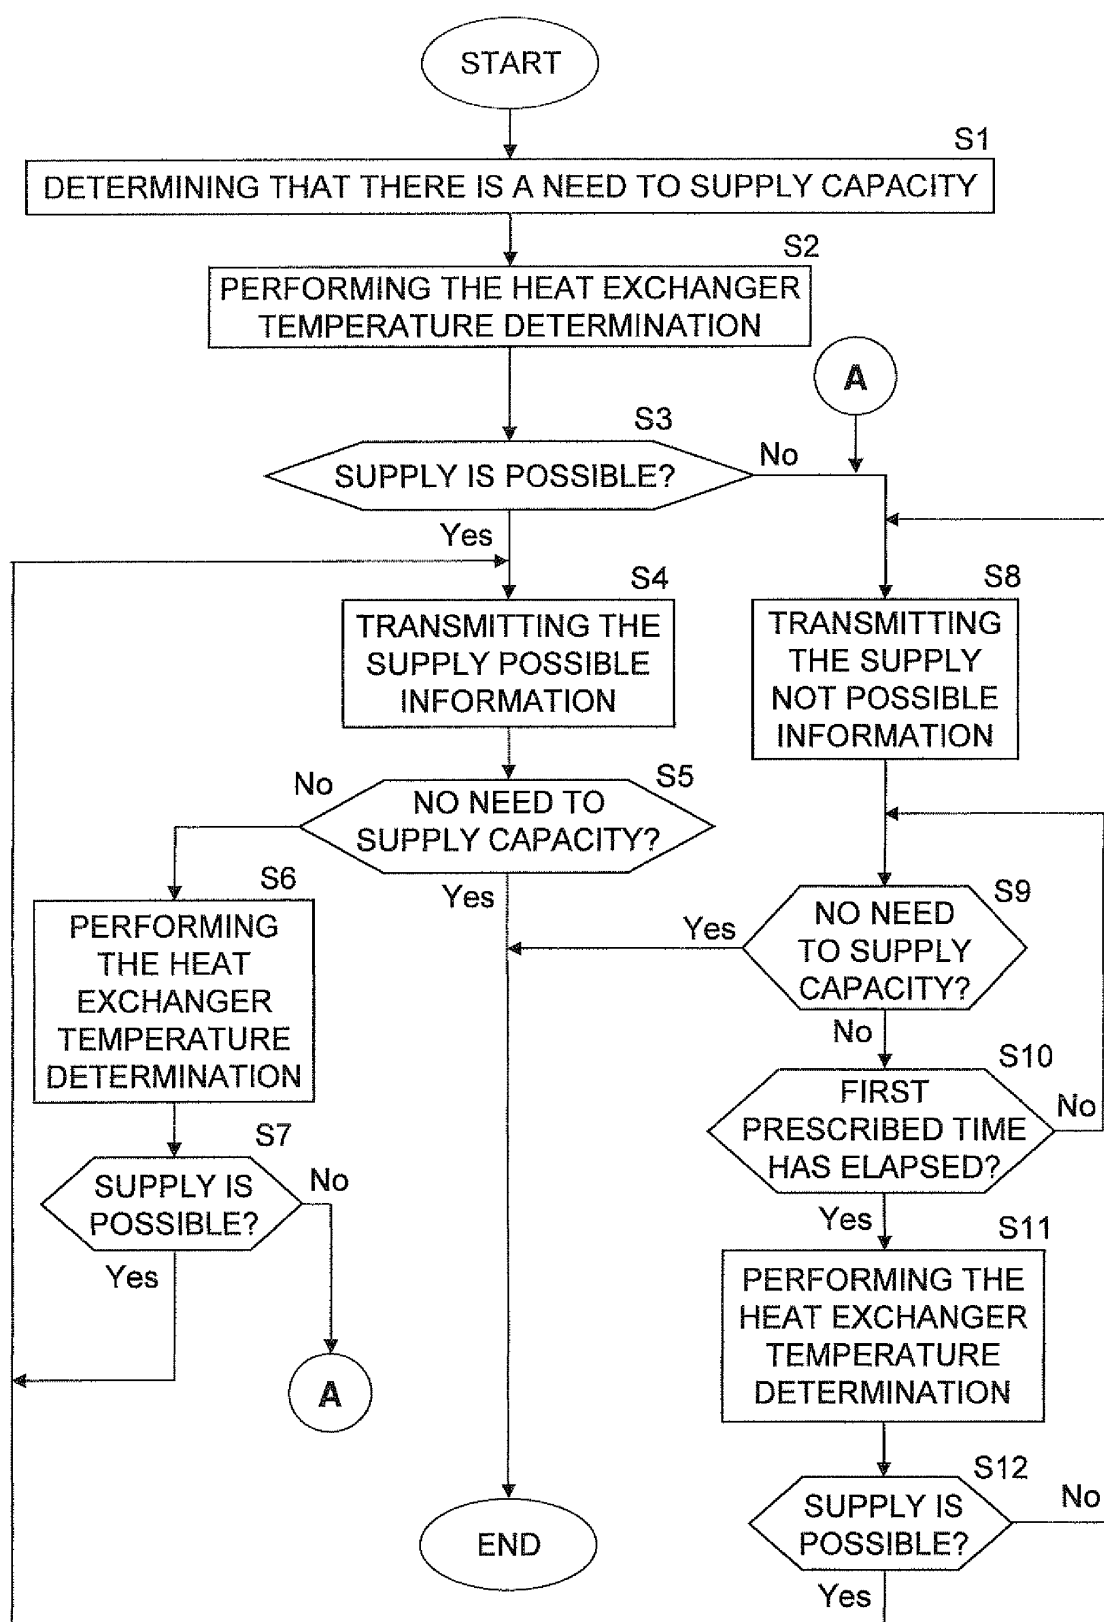 START
S1
DETERMINING THAT THERE IS A NEED TO SUPPLY CAPACITY
S2
PERFORMING THE HEAT EXCHANGER
TEMPERATURE DETERMINATION
A
S3
SUPPLY IS POSSIBLE?
No
Yes
S4
TRANSMITTING THE
SUPPLY POSSIBLE
INFORMATION
S8
TRANSMITTING
THE SUPPLY
NOT POSSIBLE
INFORMATION
S5
No
NO NEED TO
SUPPLY CAPACITY?
Yes
S6
PERFORMING
THE HEAT
EXCHANGER
TEMPERATURE
DETERMINATION
S9
Yes
NO NEED
TO SUPPLY
CAPACITY?
No
S10
FIRST
PRESCRIBED TIME
HAS ELAPSED?
No
Yes
S7
SUPPLY IS
POSSIBLE?
No
Yes
A
S11
PERFORMING THE
HEAT EXCHANGER
TEMPERATURE
DETERMINATION
S12
SUPPLY IS
POSSIBLE?
No
Yes
END